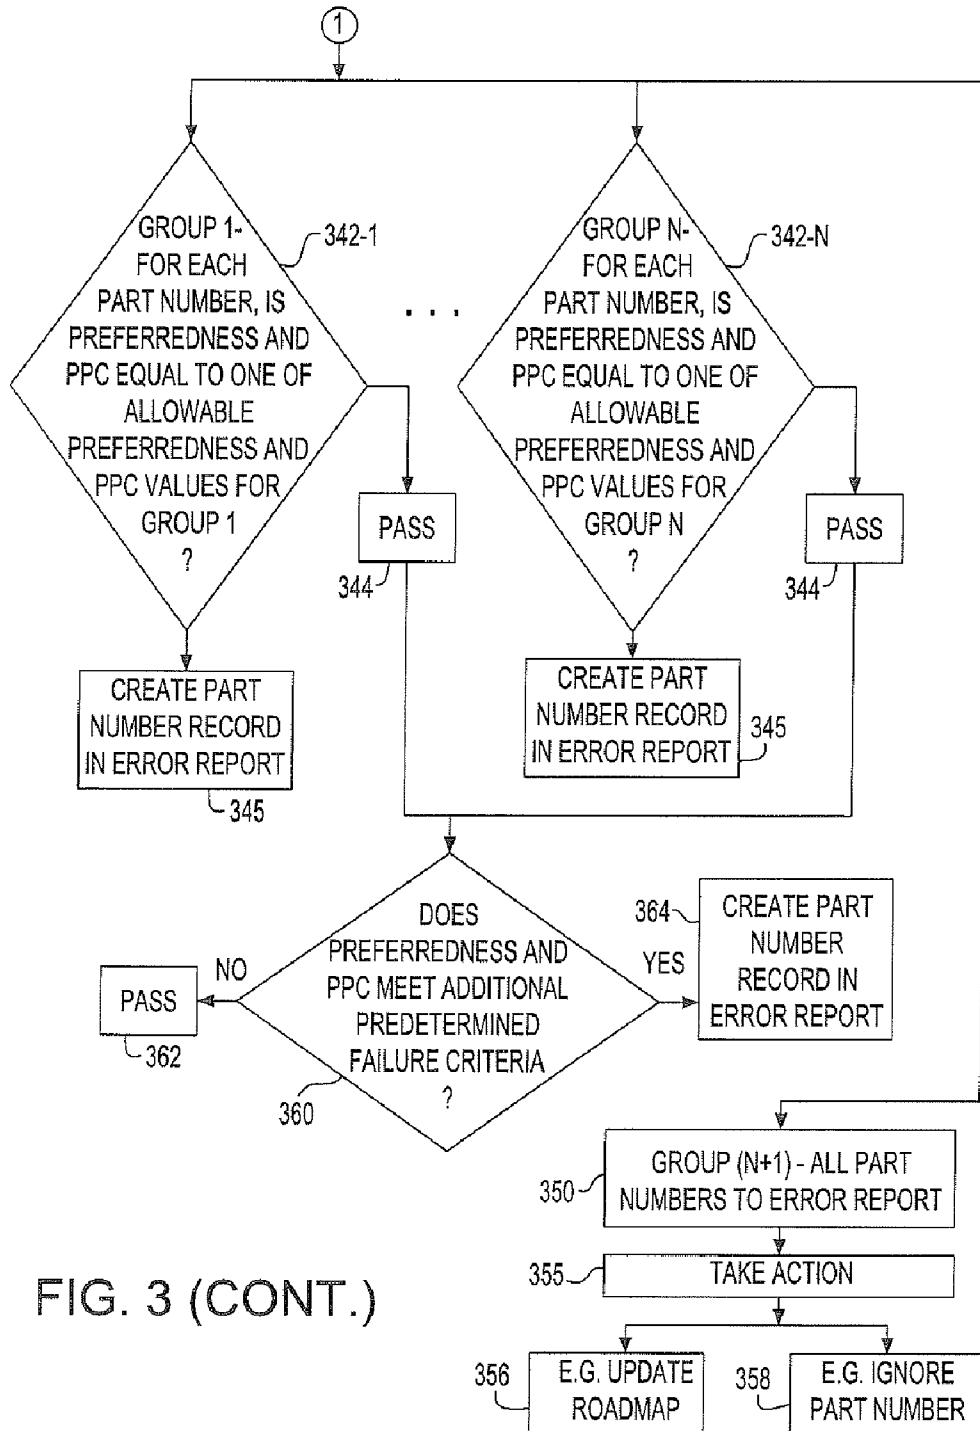 1
GROUP 1-
FOR EACH
PART NUMBER, IS
PREFERREDNESS AND
PPC EQUAL TO ONE OF
ALLOWABLE
PREFERREDNESS AND
PPC VALUES FOR
GROUP 1
?
342-1
. . .
GROUP N-
FOR EACH
PART NUMBER, IS
PREFERREDNESS AND
PPC EQUAL TO ONE OF
ALLOWABLE
PREFERREDNESS AND
PPC VALUES FOR
GROUP N
?
342-N
PASS
344
PASS
344
CREATE PART
NUMBER RECORD
IN ERROR REPORT
345
CREATE PART
NUMBER RECORD
IN ERROR REPORT
345
DOES
PREFERREDNESS AND
PPC MEET ADDITIONAL
PREDETERMINED
FAILURE CRITERIA
?
360
NO
PASS
362
YES
364
CREATE PART
NUMBER
RECORD IN
ERROR REPORT
350
GROUP (N+1) - ALL PART
NUMBERS TO ERROR REPORT
355
TAKE ACTION
356
E.G. UPDATE
ROADMAP
358
E.G. IGNORE
PART NUMBER
FIG. 3 (CONT.)